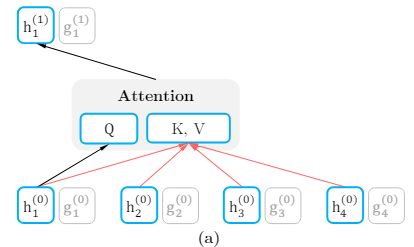 h₁⁽¹⁾ g₁⁽¹⁾
Attention
Q K, V
h₁⁽⁰⁾ g₁⁽⁰⁾ h₂⁽⁰⁾ g₂⁽⁰⁾ h₃⁽⁰⁾ g₃⁽⁰⁾ h₄⁽⁰⁾ g₄⁽⁰⁾
(a)